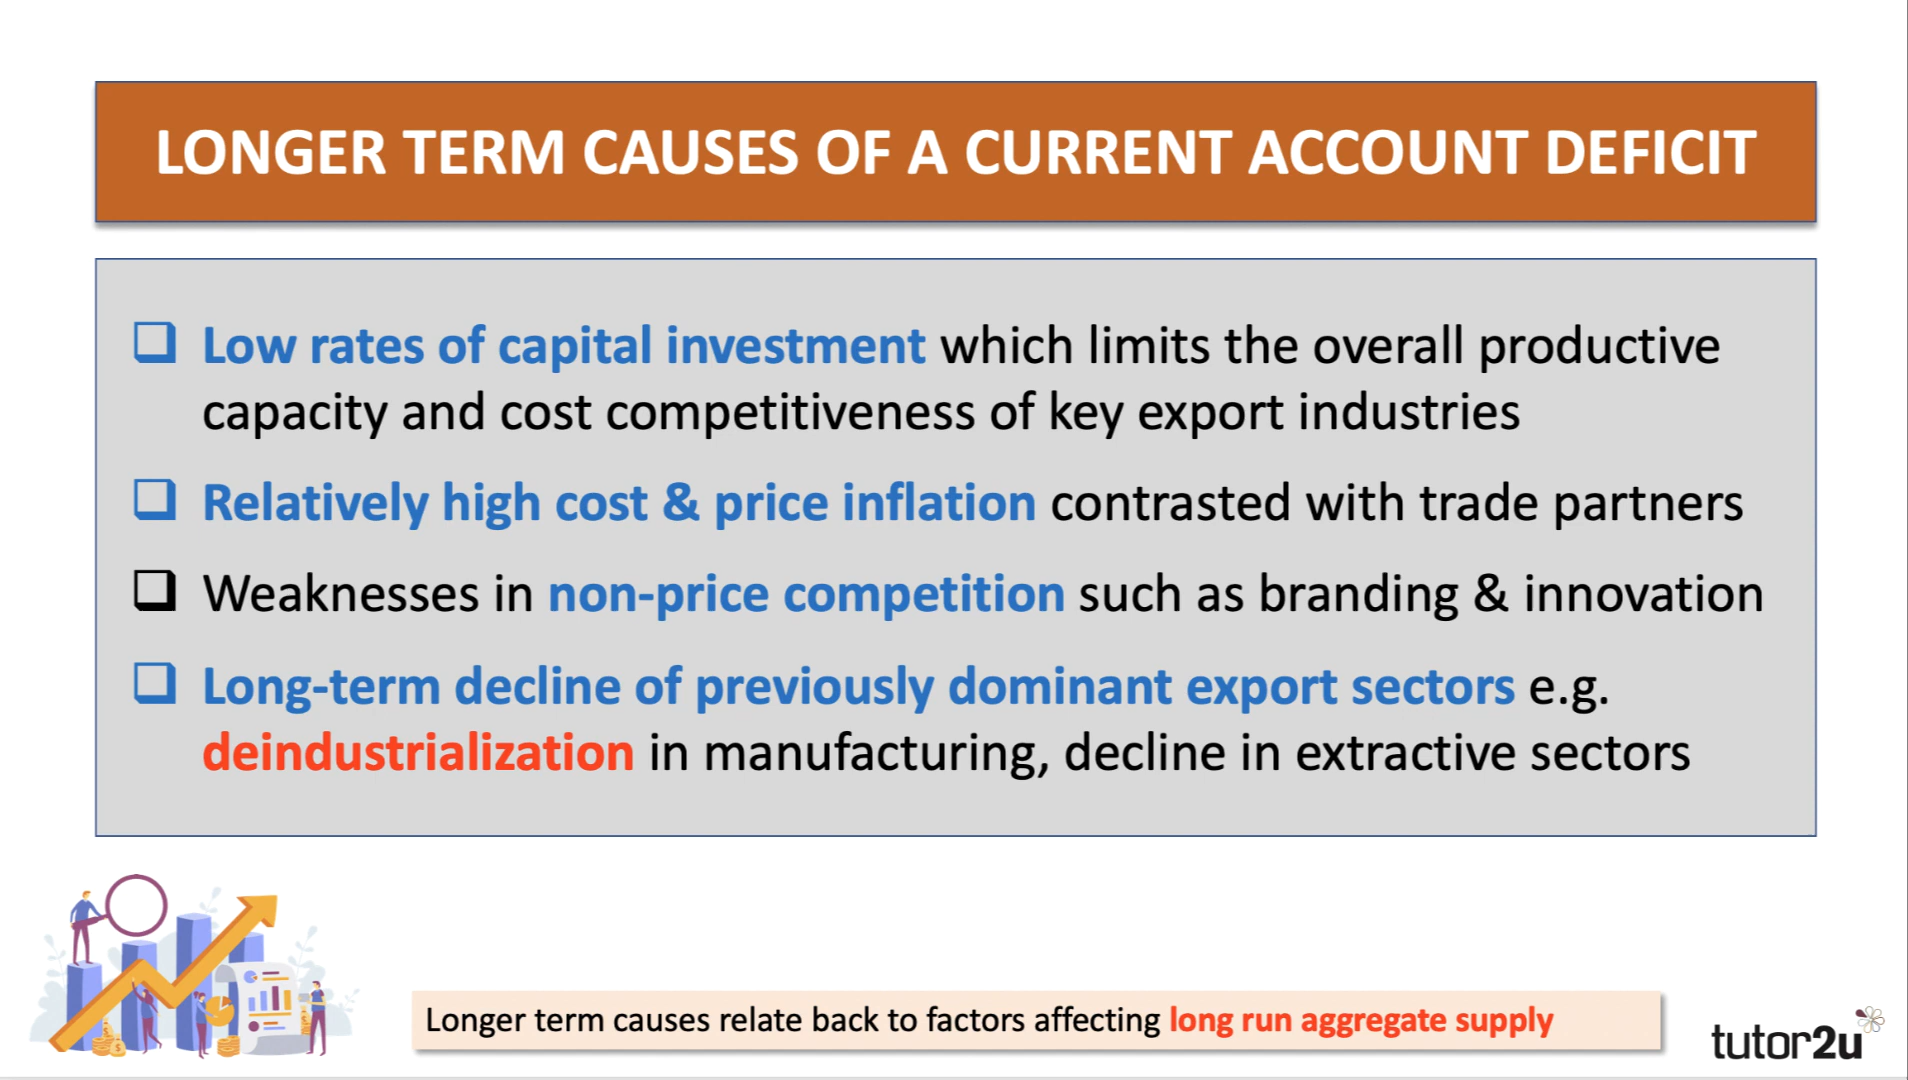 LONGER TERM CAUSES OF A CURRENT ACCOUNT DEFICIT
Low rates of capital investment which limits the overall productive
capacity and cost competitiveness of key export industries
Relatively high cost & price inflation contrasted with trade partners
Weaknesses in non-price competition such as branding & innovation
Long-term decline of previously dominant export sectors e.g.
deindustrialization in manufacturing, decline in extractive sectors
Longer term causes relate back to factors affecting long run aggregate supply
tutor2u